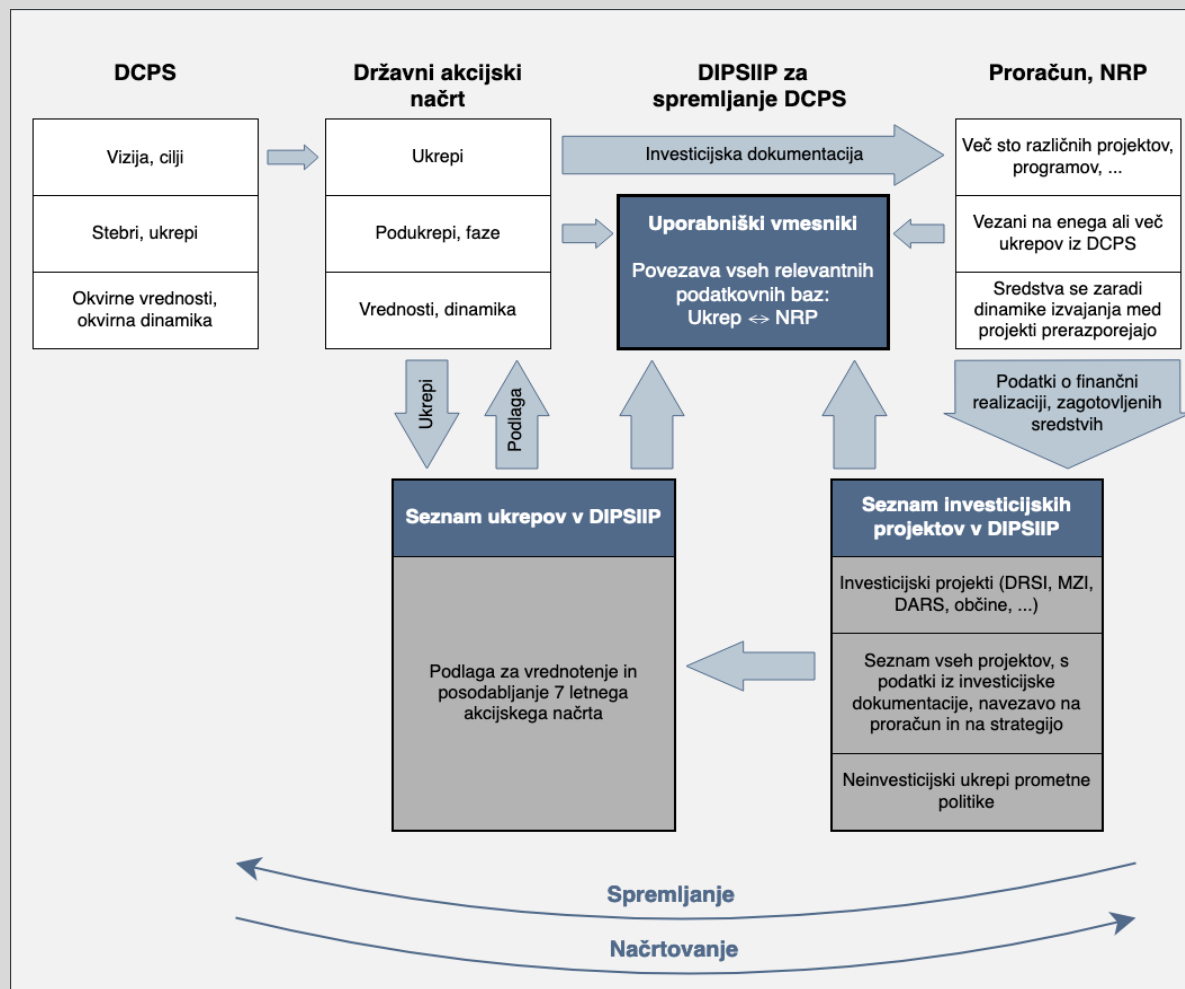 DCPS
Vizija, cilji
Stebri, ukrepi
Okvirne vrednosti,
okvirna dinamika
Državni akcijski
načrt
Ukrepi
Podukrepi, faze
Vrednosti, dinamika
DIPSIIP za
spremljanje DCPS
Investicijska dokumentacija
Uporabniški vmesniki
Povezava vseh relevantnih
podatkovnih baz:
Ukrep ⇔ NRP
Proračun, NRP
Več sto različnih projektov,
programov, ...
Vezani na enega ali več
ukrepov iz DCPS
Sredstva se zaradi
dinamike izvajanja med
projekti prerazporejajo
Ukrepi
Podlaga
Podatki o finančni
realizaciji, zagotovljenih
sredstvih
Seznam ukrepov v DIPSIIP
Podlaga za vrednotenje in
posodabljanje 7 letnega
akcijskega načrta
Seznam investicijskih
projektov v DIPSIIP
Investicijski projekti (DRSI, MZI,
DARS, občine, ...)
Seznam vseh projektov, s
podatki iz investicijske
dokumentacije, navezavo na
proračun in na strategijo
Neinvesticijski ukrepi prometne
politike
Spremljanje
Načrtovanje